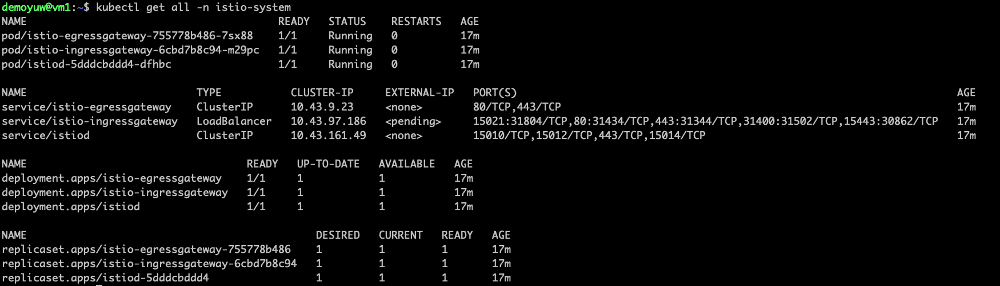 demoyuw@vm1:~$ kubectl get all -n istio-system
NAME READY STATUS RESTARTS AGE
pod/istio-egressgateway-755778b486-7sx88 1/1 Running 0 17m
pod/istio-ingressgateway-6cbd7b8c94-m29pc 1/1 Running 0 17m
pod/istiod-5dddcbddd4-dfhbc 1/1 Running 0 17m
NAME TYPE CLUSTER-IP EXTERNAL-IP PORT(S) AGE
service/istio-egressgateway ClusterIP 10.43.9.23 <none> 80/TCP,443/TCP 17m
service/istio-ingressgateway LoadBalancer 10.43.97.186 <pending> 15021:31804/TCP,80:31434/TCP,443:31344/TCP,31400:31502/TCP,15443:30862/TCP 17m
service/istiod ClusterIP 10.43.161.49 <none> 15010/TCP,15012/TCP,443/TCP,15014/TCP 17m
NAME READY UP-TO-DATE AVAILABLE AGE
deployment.apps/istio-egressgateway 1/1 1 1 17m
deployment.apps/istio-ingressgateway 1/1 1 1 17m
deployment.apps/istiod 1/1 1 1 17m
NAME DESIRED CURRENT READY AGE
replicaset.apps/istio-egressgateway-755778b486 1 1 1 17m
replicaset.apps/istio-ingressgateway-6cbd7b8c94 1 1 1 17m
replicaset.apps/istiod-5dddcbddd4 1 1 1 17m